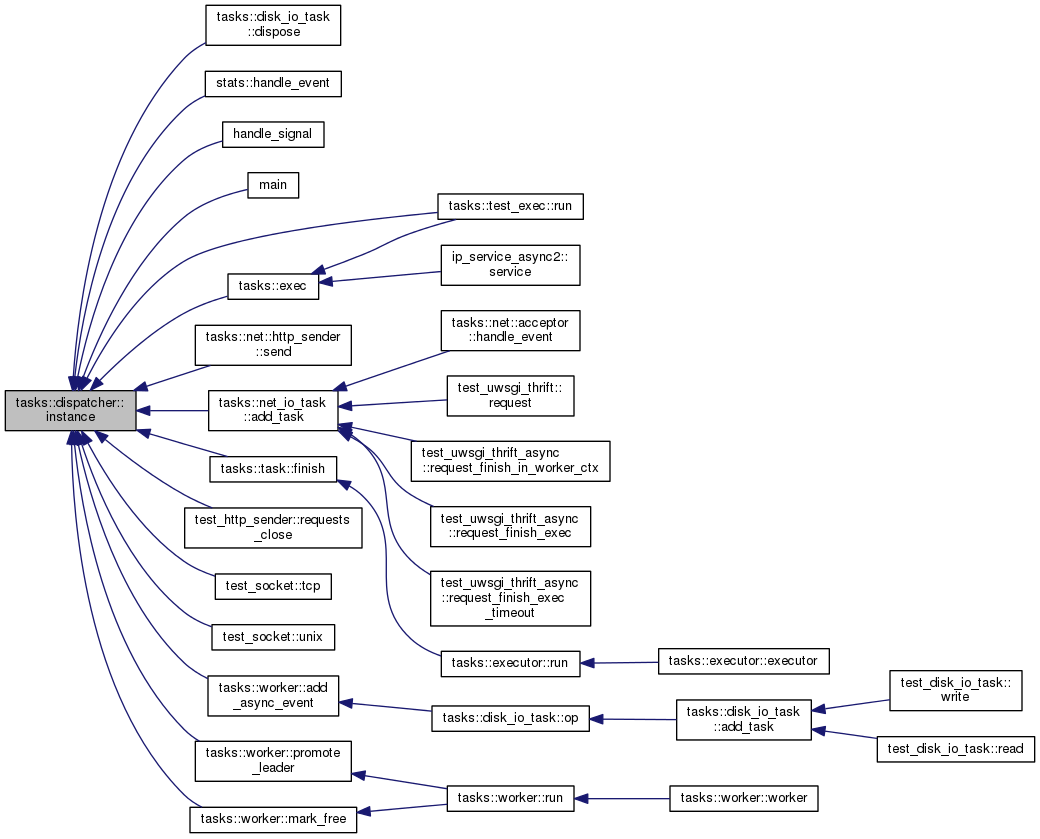 tasks::disk_io_task
::dispose
stats::handle_event
handle_signal
main
tasks::test_exec::run
ip_service_async2::
service
tasks::exec
tasks::net::acceptor
::handle_event
tasks::net::http_sender
::send
test_uwsgi_thrift::
request
tasks::dispatcher::
instance
tasks::net_io_task
::add_task
test_uwsgi_thrift_async
::request_finish_in_worker_ctx
tasks::task::finish
test_http_sender::requests
_close
test_uwsgi_thrift_async
::request_finish_exec
test_socket::tcp
test_uwsgi_thrift_async
::request_finish_exec
_timeout
test_socket::unix
tasks::executor::run
tasks::executor::executor
tasks::worker::add
_async_event
tasks::disk_io_task::op
tasks::disk_io_task
::add_task
test_disk_io_task::
write
test_disk_io_task::read
tasks::worker::promote
_leader
tasks::worker::run
tasks::worker::worker
tasks::worker::mark_free